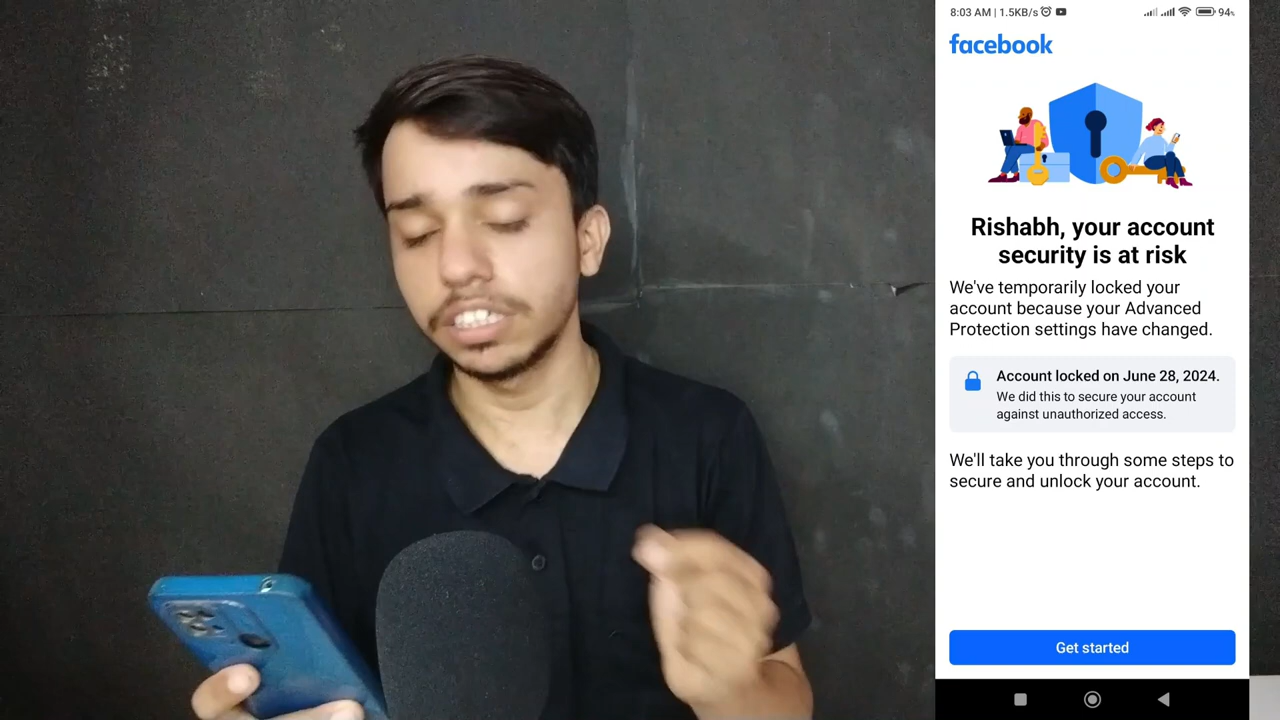 8:03 AM | 1.5KB/s
94%
facebook
Rishabh, your account
security is at risk
We've temporarily locked your
account because your Advanced
Protection settings have changed.
Account locked on June 28, 2024.
We did this to secure your account
against unauthorized access.
We'll take you through some steps to
secure and unlock your account.
Get started